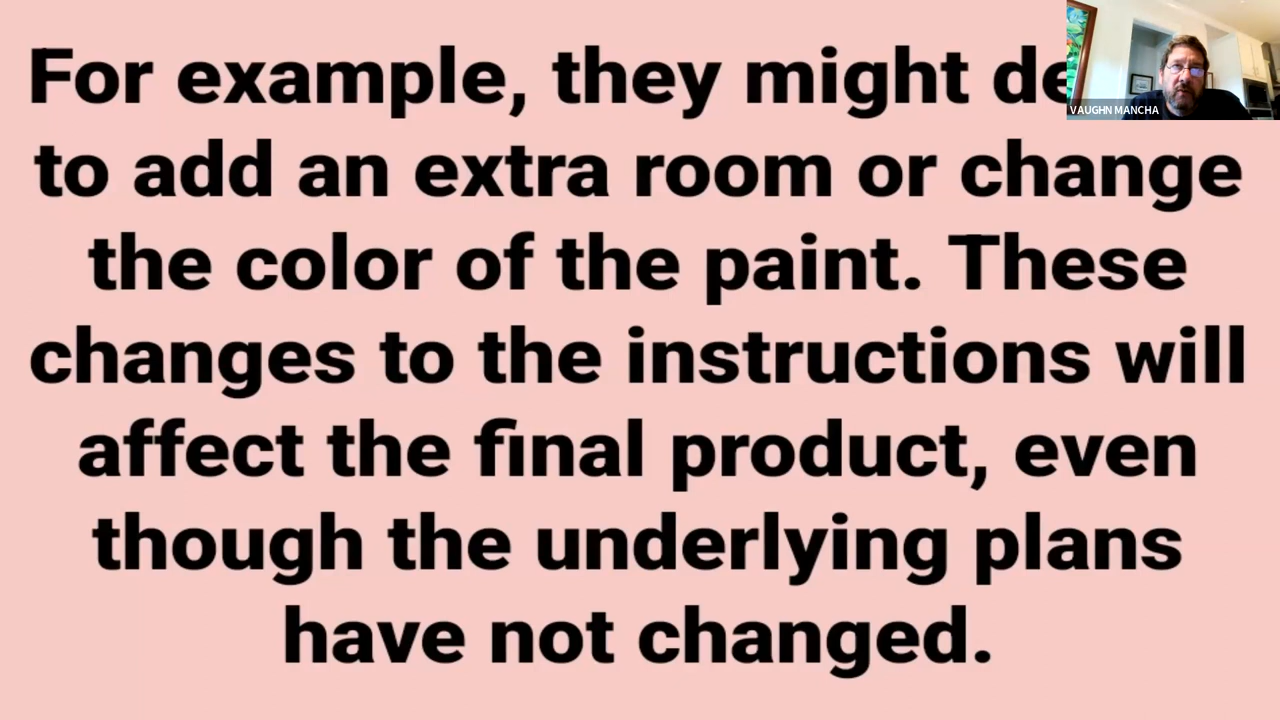 For example, they might
to add an extra room or change
the color of the paint. These
changes to the instructions will
affect the final product, even
though the underlying plans
have not changed.
VAUGHN MANCHA